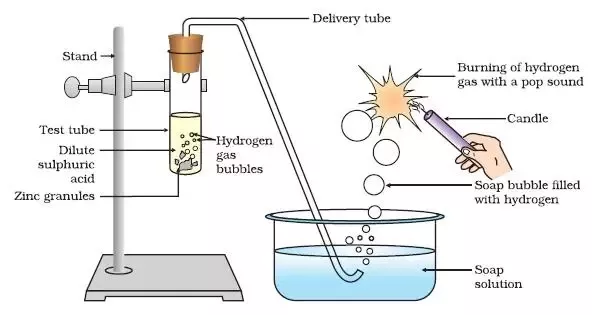 Delivery tube
Stand
Burning of hydrogen
gas with a pop sound
Candle
Test tube
Dilute
sulphuric
acid
Hydrogen
gas
bubbles
Zinc granules
Soap bubble filled
with hydrogen
Soap
solution